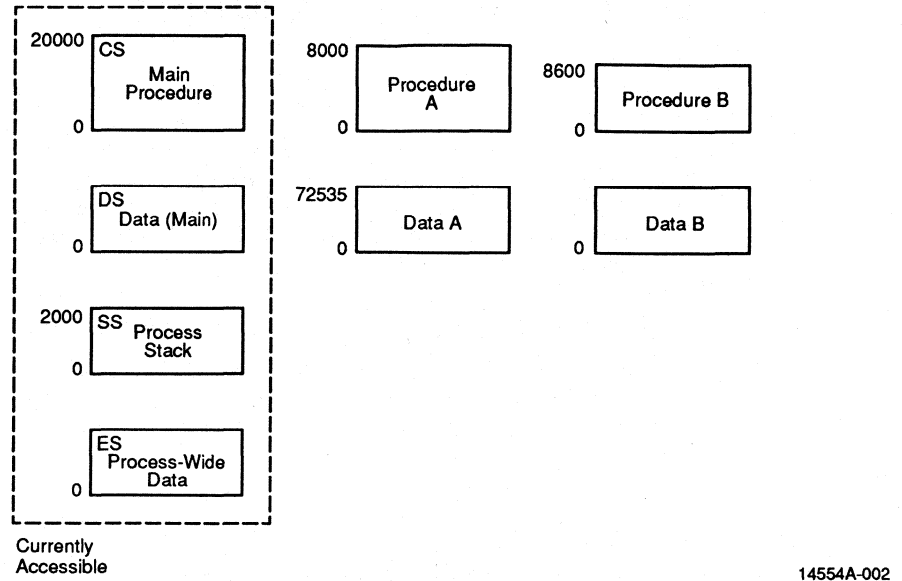 20000
CS
Main
Procedure
0
8000
Procedure
A
0
8600
Procedure B
0
DS
Data (Main)
0
72535
Data A
0
Data B
0
2000
SS
Process
Stack
0
ES
Process-Wide
Data
0
Currently
Accessible
14554A-002